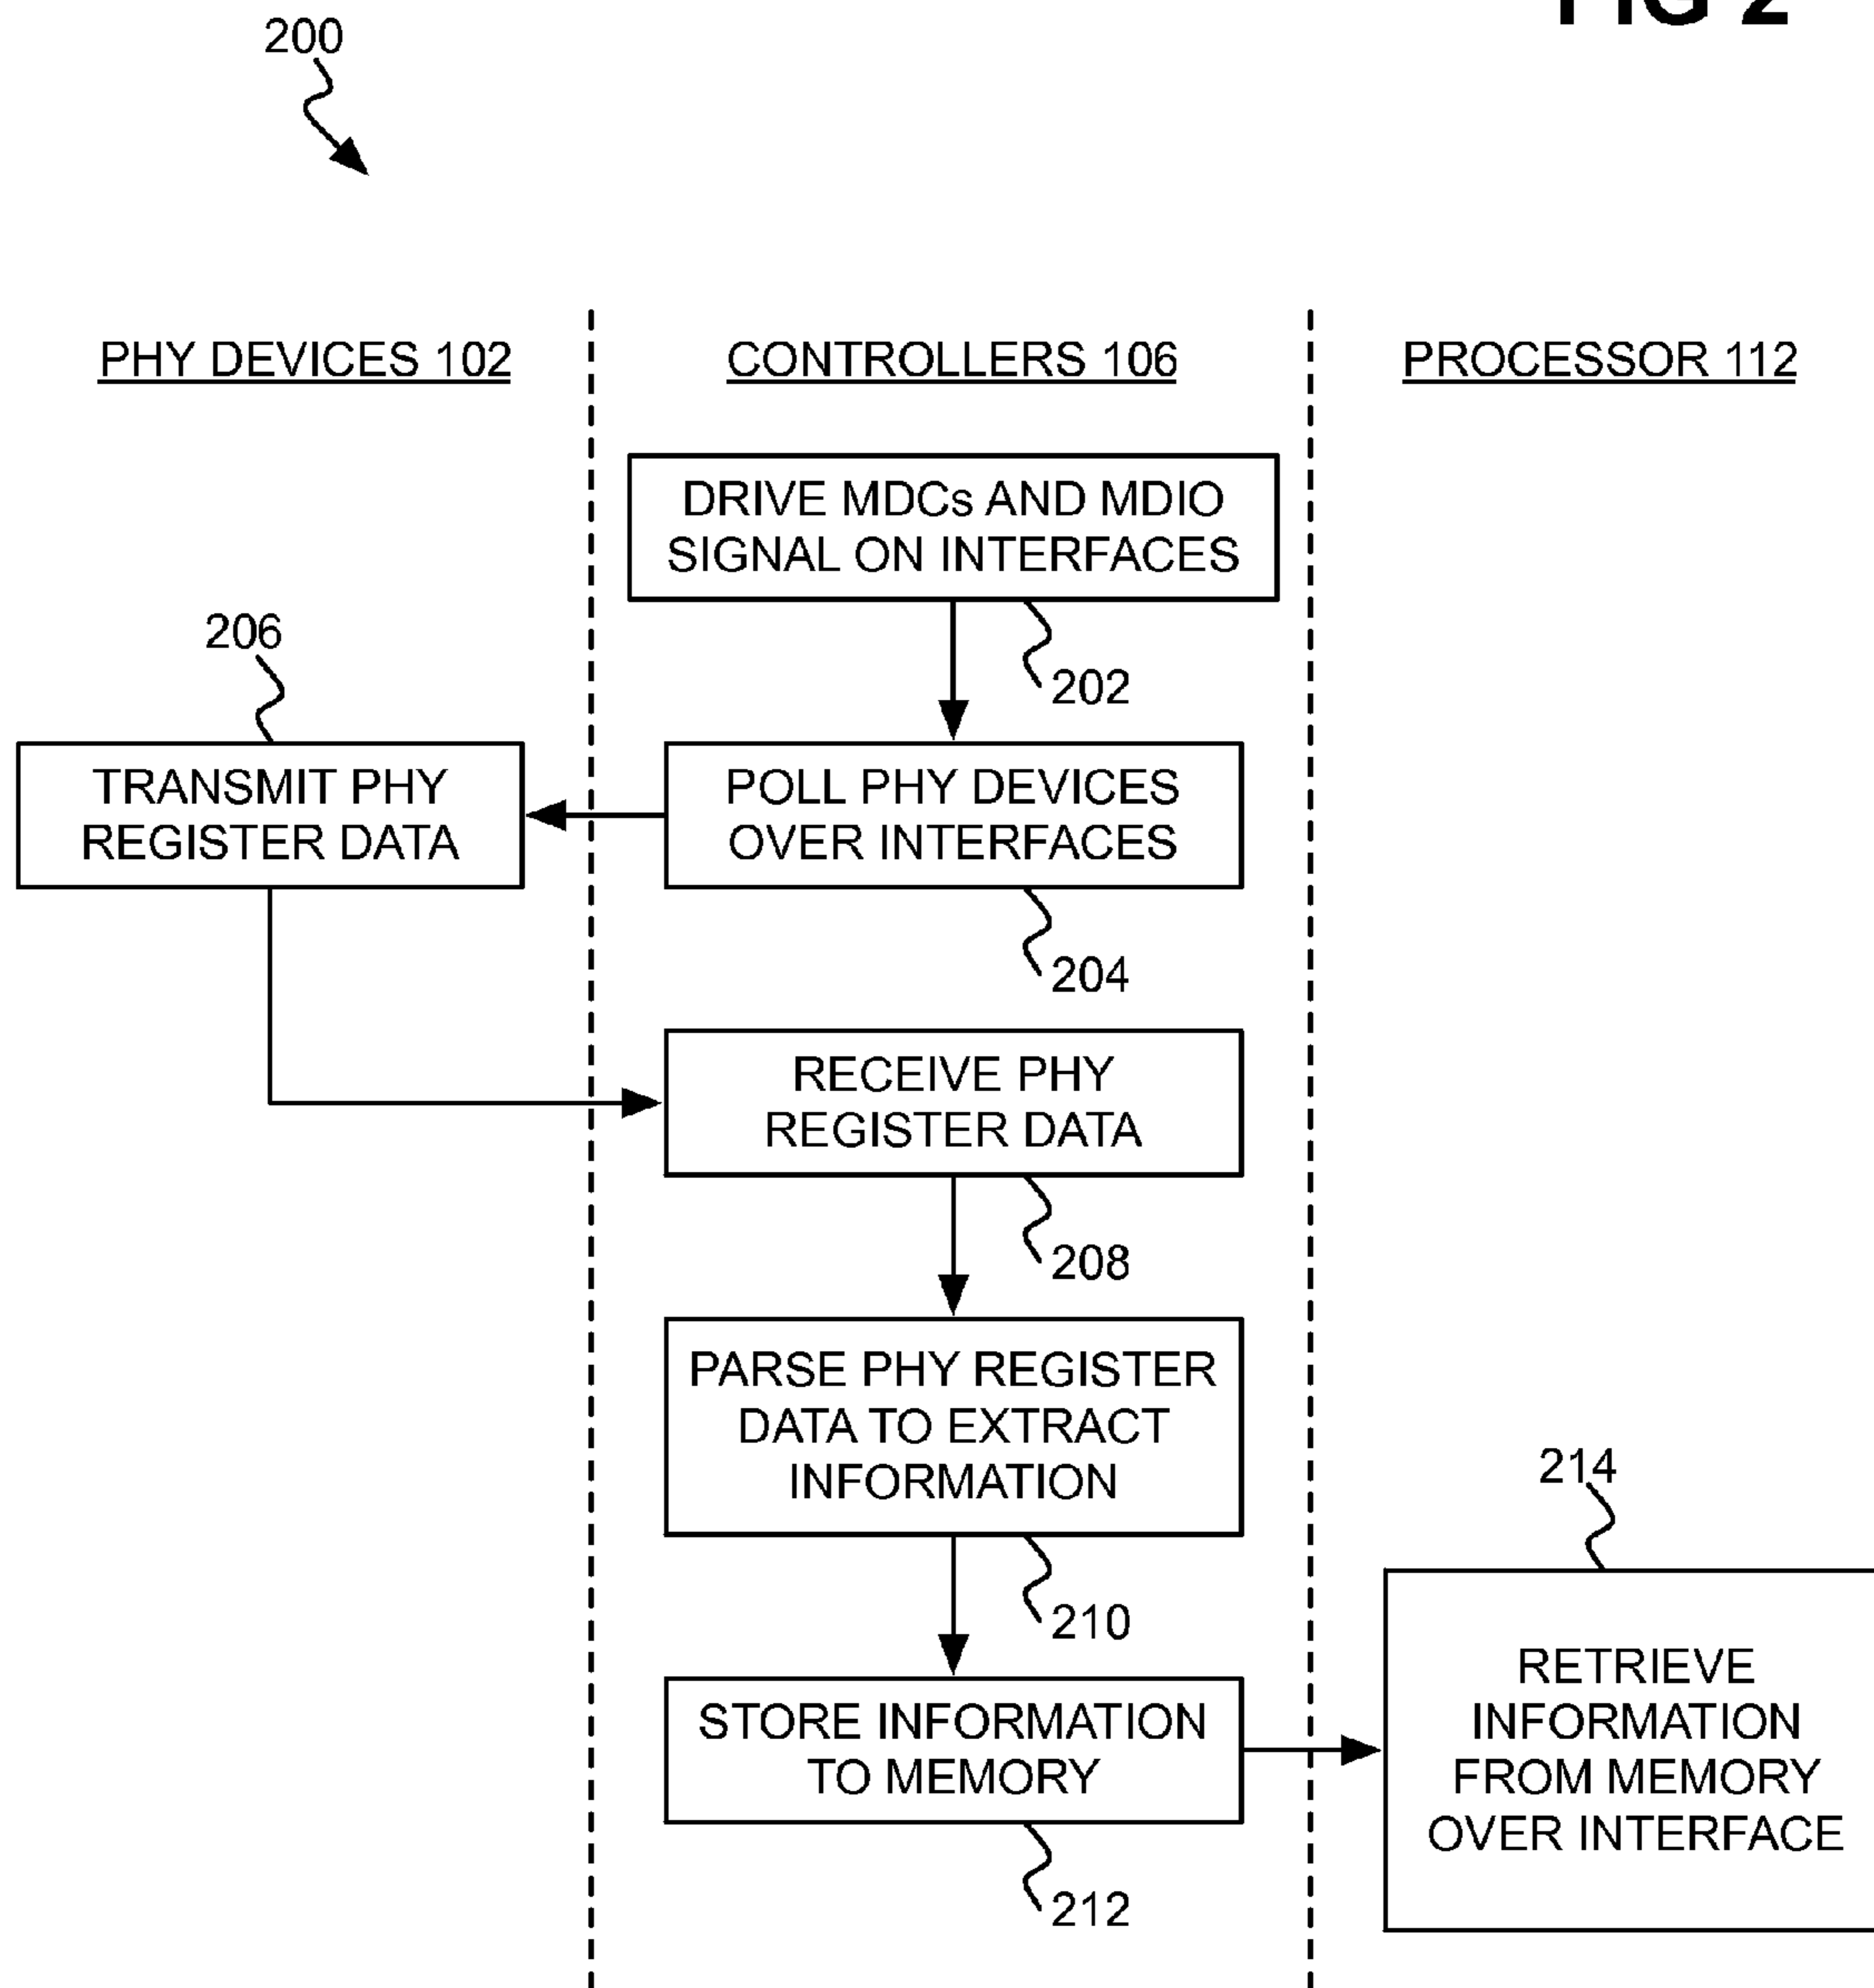 FIG 2
200
PHY DEVICES 102
CONTROLLERS 106
PROCESSOR 112
DRIVE MDCs AND MDIO
SIGNAL ON INTERFACES
202
206
TRANSMIT PHY
REGISTER DATA
POLL PHY DEVICES
OVER INTERFACES
204
RECEIVE PHY
REGISTER DATA
208
PARSE PHY REGISTER
DATA TO EXTRACT
INFORMATION
210
214
STORE INFORMATION
TO MEMORY
212
RETRIEVE
INFORMATION
FROM MEMORY
OVER INTERFACE